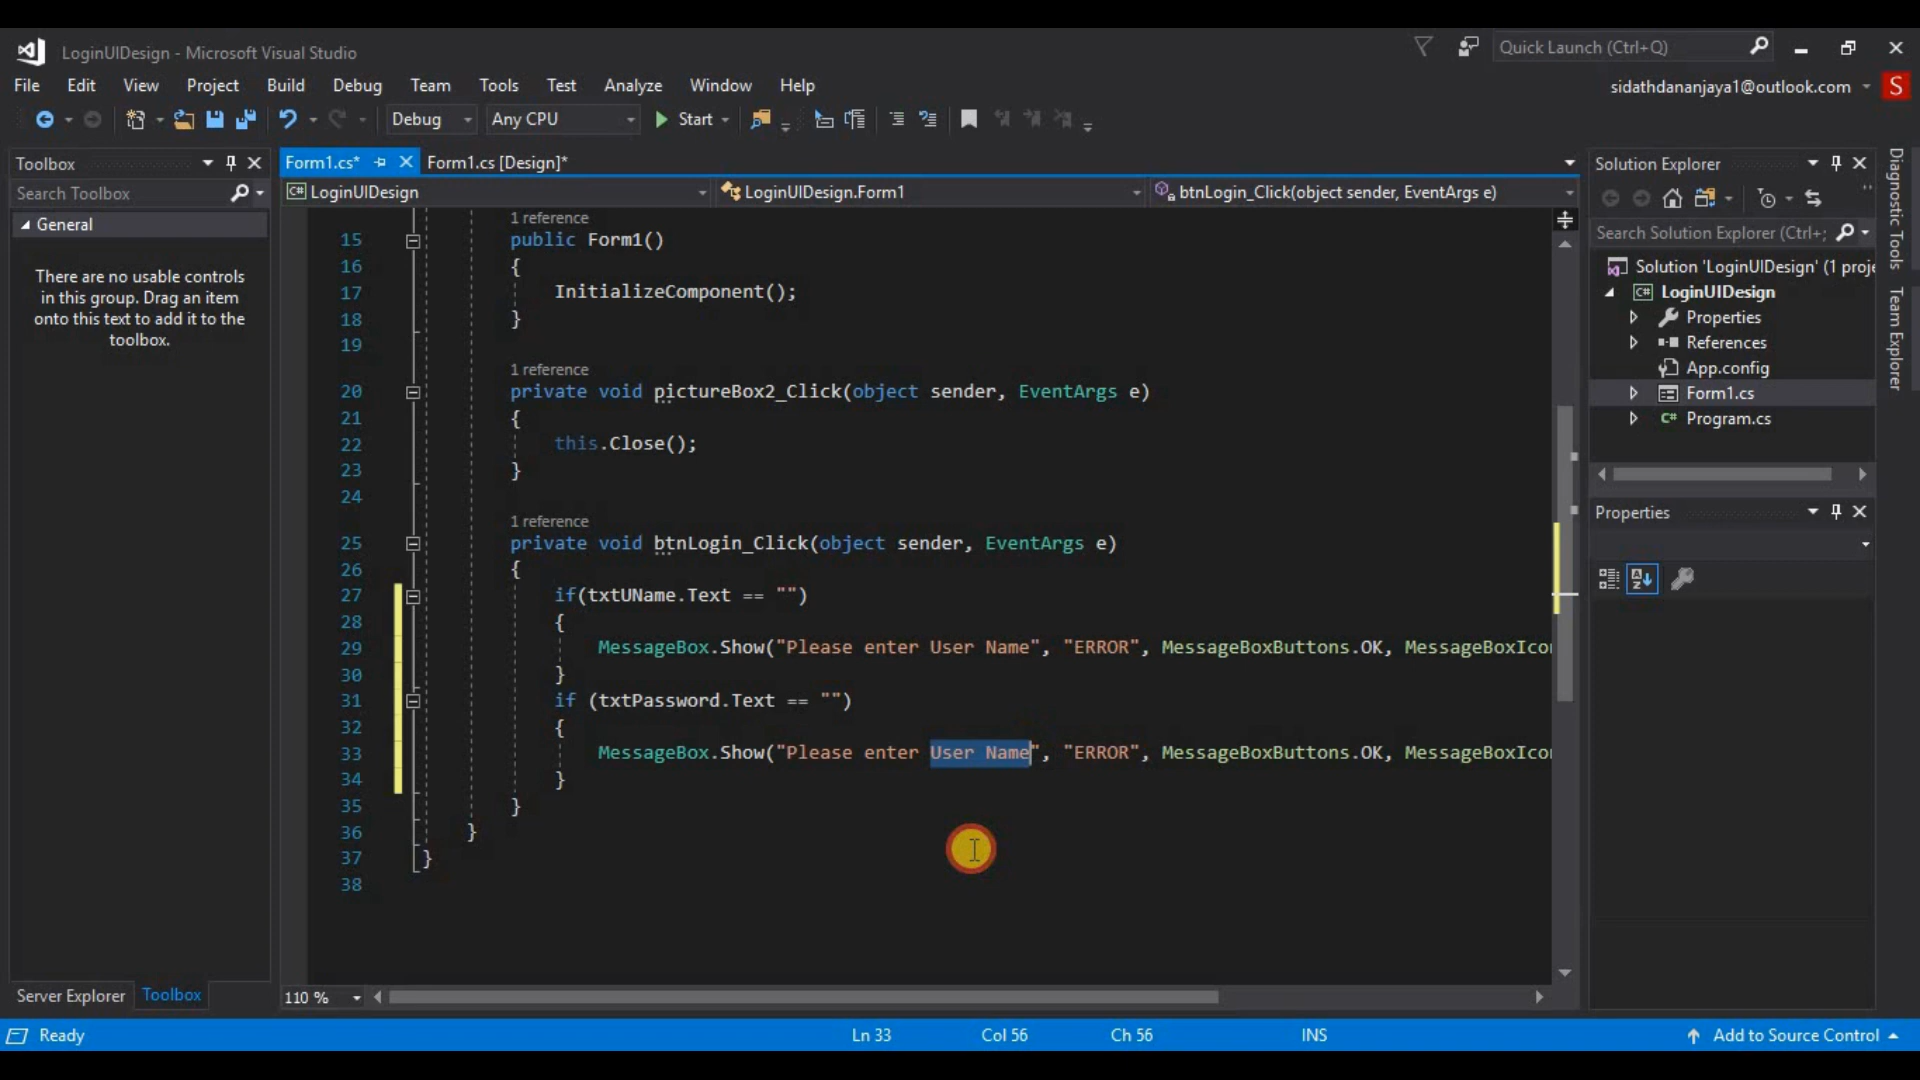 LoginUIDesign - Microsoft Visual Studio
Quick Launch (Ctrl+Q)
File Edit View Project Build Debug Team Tools Test Analyze Window Help
sidathdananjaya1@outlook.com
S
Debug Any CPU Start
Toolbox
Search Toolbox
General
There are no usable controls
in this group. Drag an item
onto this text to add it to the
toolbox.
Server Explorer Toolbox
Form1.cs* Form1.cs [Design]*
C# LoginUIDesign LoginUIDesign.Form1 btnLogin_Click(object sender, EventArgs e)
1 reference
15 public Form1()
16 {
17 InitializeComponent();
18 }
19
1 reference
20 private void pictureBox2_Click(object sender, EventArgs e)
21 {
22 this.Close();
23 }
24
1 reference
25 private void btnLogin_Click(object sender, EventArgs e)
26 {
27 if(txtUName.Text == "")
28 {
29 MessageBox.Show("Please enter User Name", "ERROR", MessageBoxButtons.OK, MessageBoxIco
30 }
31 if (txtPassword.Text == "")
32 {
33 MessageBox.Show("Please enter User Name", "ERROR", MessageBoxButtons.OK, MessageBoxIco
34 }
35 }
36 }
37 }
38
110 %
Solution Explorer
Search Solution Explorer (Ctrl+;
Solution 'LoginUIDesign' (1 proje
C# LoginUIDesign
Properties
References
App.config
Form1.cs
C# Program.cs
Properties
Diagnostic Tools
Team Explorer
Ready Ln 33 Col 56 Ch 56 INS Add to Source Control